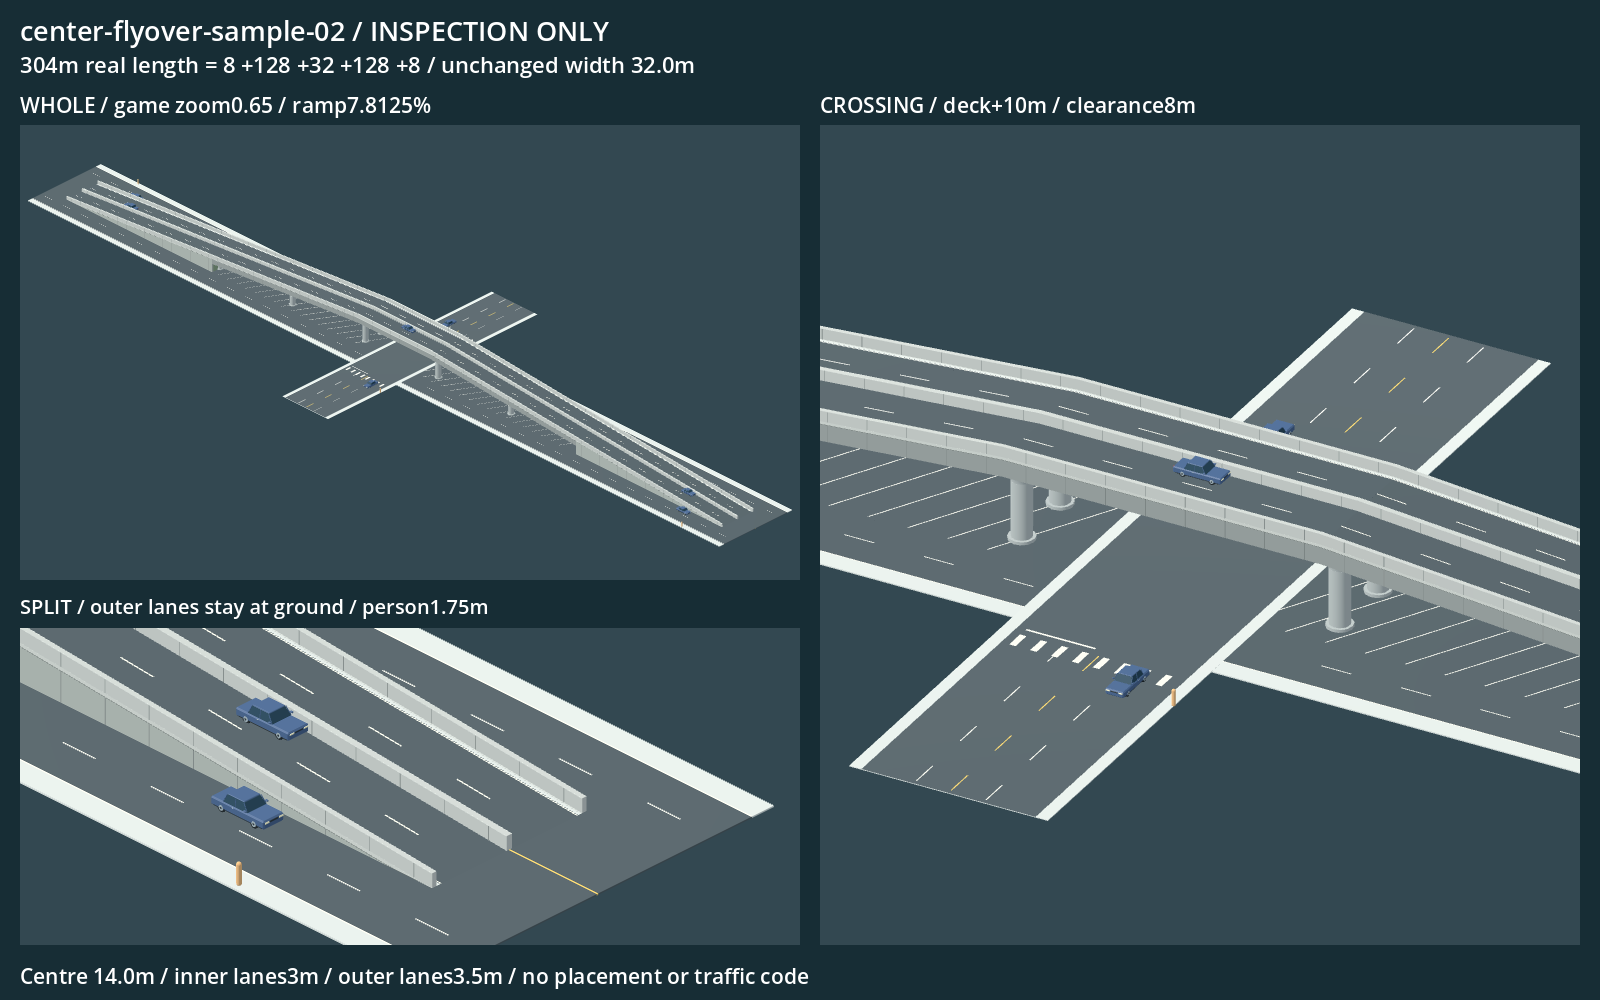 center-flyover-sample-02 / INSPECTION ONLY
304m real length = 8 +128 +32 +128 +8 / unchanged width 32.0m
WHOLE / game zoom0.65 / ramp7.8125%
CROSSING / deck+10m / clearance8m
SPLIT / outer lanes stay at ground / person1.75m
Centre 14.0m / inner lanes3m / outer lanes3.5m / no placement or traffic code